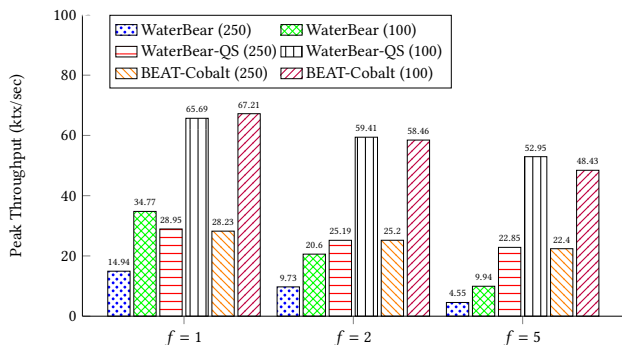 100
80
60
40
20
0
Peak Throughput (ktx/sec)
WaterBear (250) WaterBear (100)
WaterBear-QS (250) WaterBear-QS (100)
BEAT-Cobalt (250) BEAT-Cobalt (100)
14.94 34.77 28.95 65.69 28.23 67.21
9.73 20.6 25.19 59.41 25.2 58.46
4.55 9.94 22.85 52.95 22.4 48.43
f = 1 f = 2 f = 5